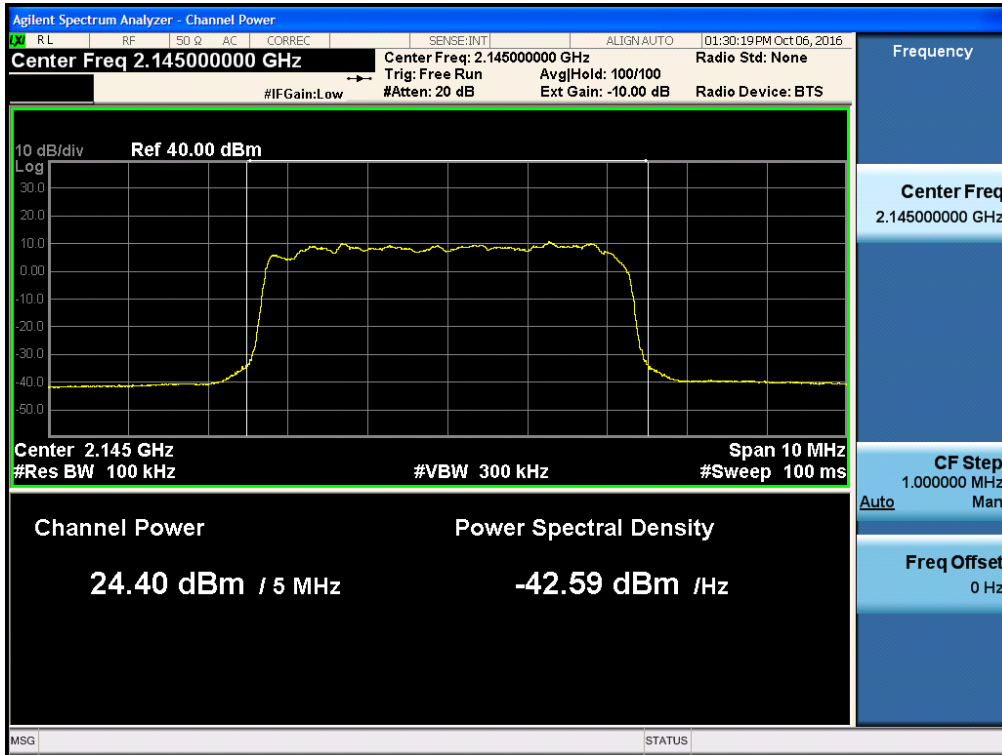 Agilent Spectrum Analyzer - Channel Power
LXI RL RF 50 Ω AC CORREC SENSE:INT ALIGN AUTO 01:30:19 PM Oct 06, 2016
Center Freq 2.145000000 GHz
Center Freq: 2.145000000 GHz Radio Std: None
Trig: Free Run Avg|Hold: 100/100
#IFGain:Low #Atten: 20 dB Ext Gain: -10.00 dB Radio Device: BTS
10 dB/div Ref 40.00 dBm
Log
30.0
20.0
10.0
0.00
-10.0
-20.0
-30.0
-40.0
-50.0
Center 2.145 GHz Span 10 MHz
#Res BW 100 kHz #VBW 300 kHz #Sweep 100 ms
Channel Power Power Spectral Density
24.40 dBm / 5 MHz -42.59 dBm /Hz
MSG STATUS
Frequency
Center Freq
2.145000000 GHz
CF Step
1.000000 MHz
Auto Man
Freq Offset
0 Hz